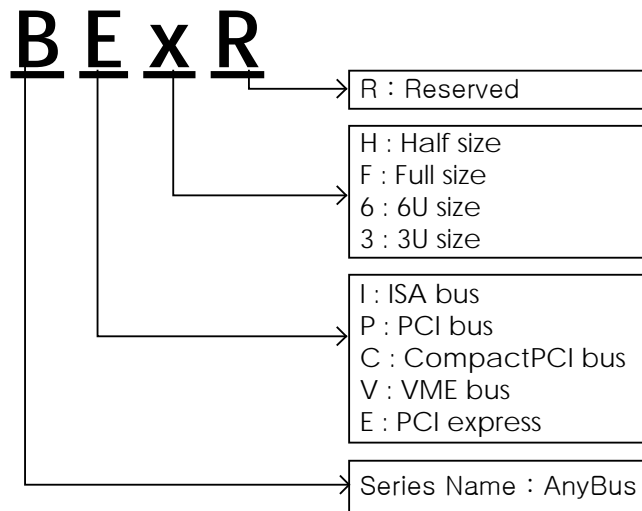 B E x R
R : Reserved
H : Half size
F : Full size
6 : 6U size
3 : 3U size
I : ISA bus
P : PCI bus
C : CompactPCI bus
V : VME bus
E : PCI express
Series Name : AnyBus